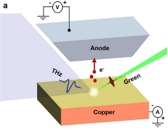 a
- V +
Anode
THz
e-
Green
Copper
- A +